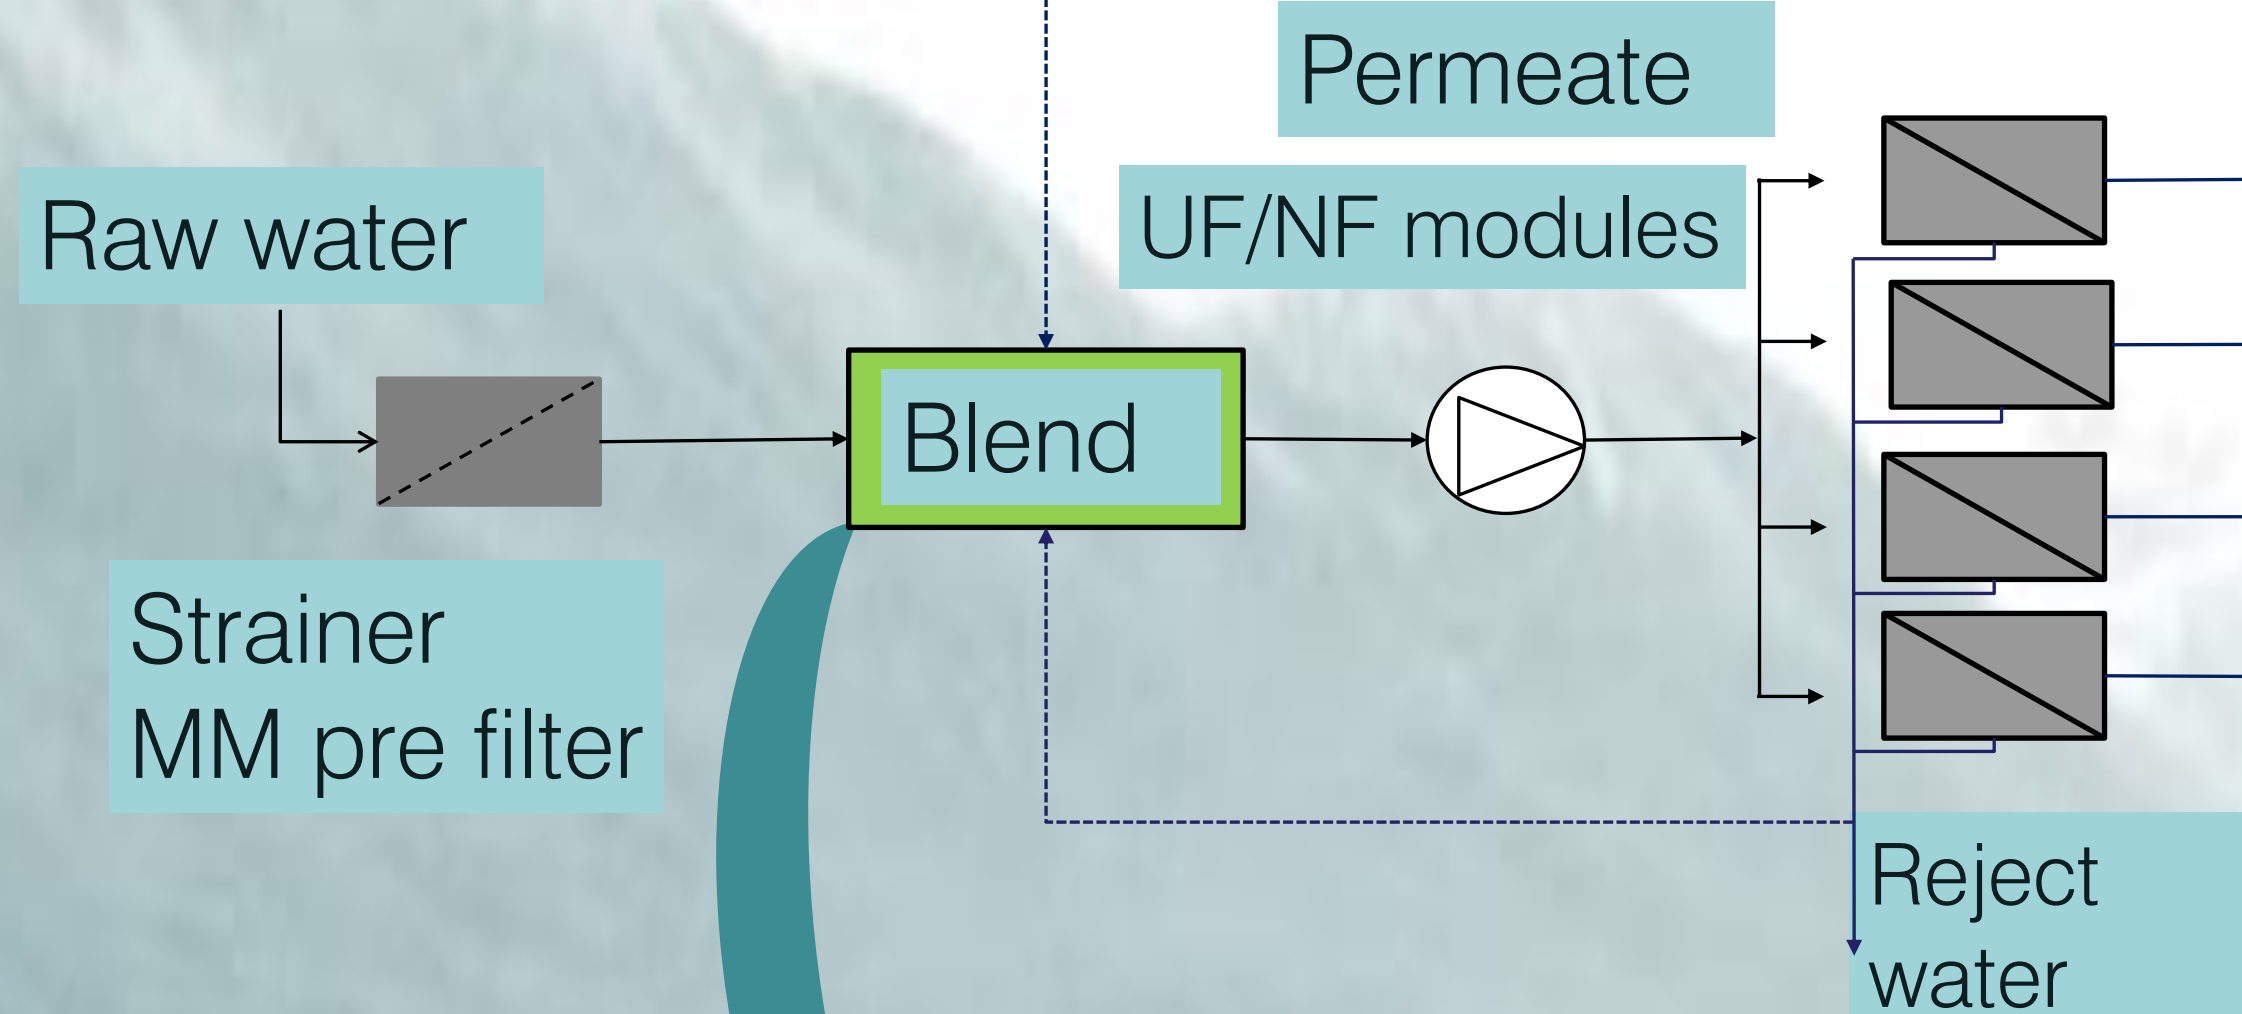 Permeate
UF/NF modules
Raw water
Blend
Strainer
MM pre filter
Reject
water